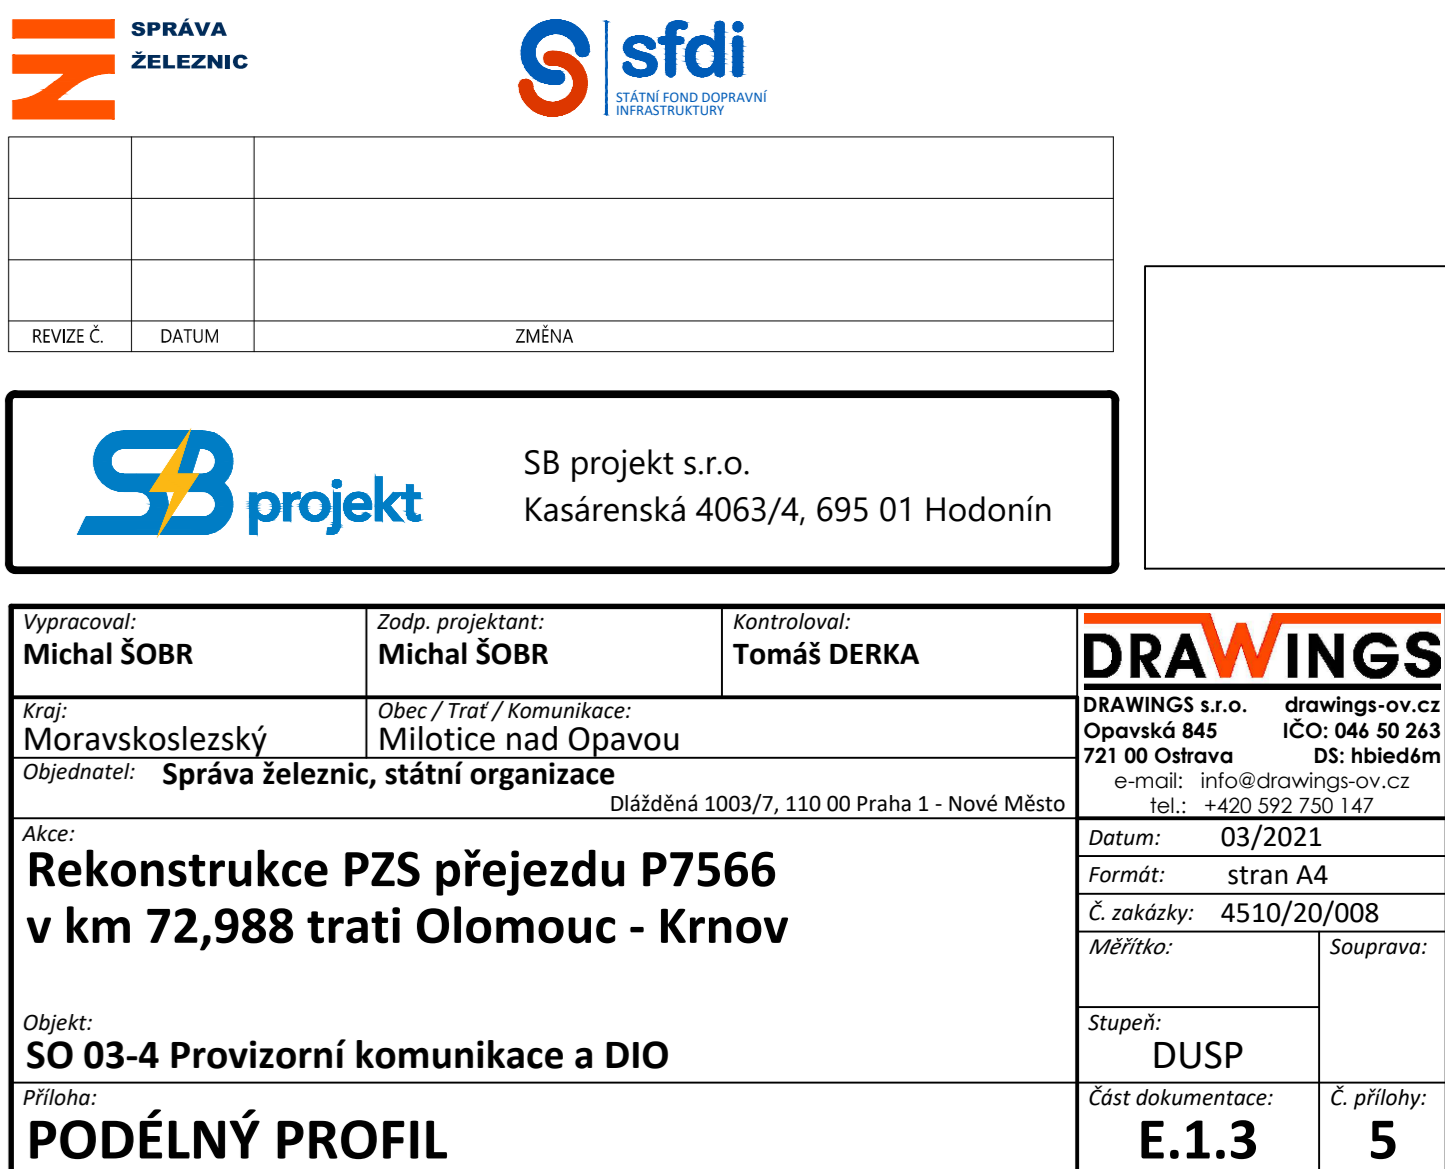 SPRÁVA
ŽELEZNIC
sfdi
STÁTNÍ FOND DOPRAVNÍ
INFRASTRUKTURY
REVIZE Č. DATUM ZMĚNA
SB projekt
SB projekt s.r.o.
Kasárenská 4063/4, 695 01 Hodonín
Vypracoval: Zodp. projektant: Kontroloval:
Michal ŠOBR Michal ŠOBR Tomáš DERKA
DRAWINGS
DRAWINGS s.r.o. drawings-ov.cz
Opavská 845 IČO: 046 50 263
721 00 Ostrava DS: hbied6m
e-mail: info@drawings-ov.cz
tel.: +420 592 750 147
Kraj: Obec / Trať / Komunikace:
Moravskoslezský Milotice nad Opavou
Objednatel: Správa železnic, státní organizace
Dlážděná 1003/7, 110 00 Praha 1 - Nové Město
Akce:
Rekonstrukce PZS přejezdu P7566
v km 72,988 trati Olomouc - Krnov
Datum: 03/2021
Formát: stran A4
Č. zakázky: 4510/20/008
Měřítko: Souprava:
Objekt:
SO 03-4 Provizorní komunikace a DIO
Stupeň:
DUSP
Příloha:
PODÉLNÝ PROFIL
Část dokumentace: Č. přílohy:
E.1.3 5